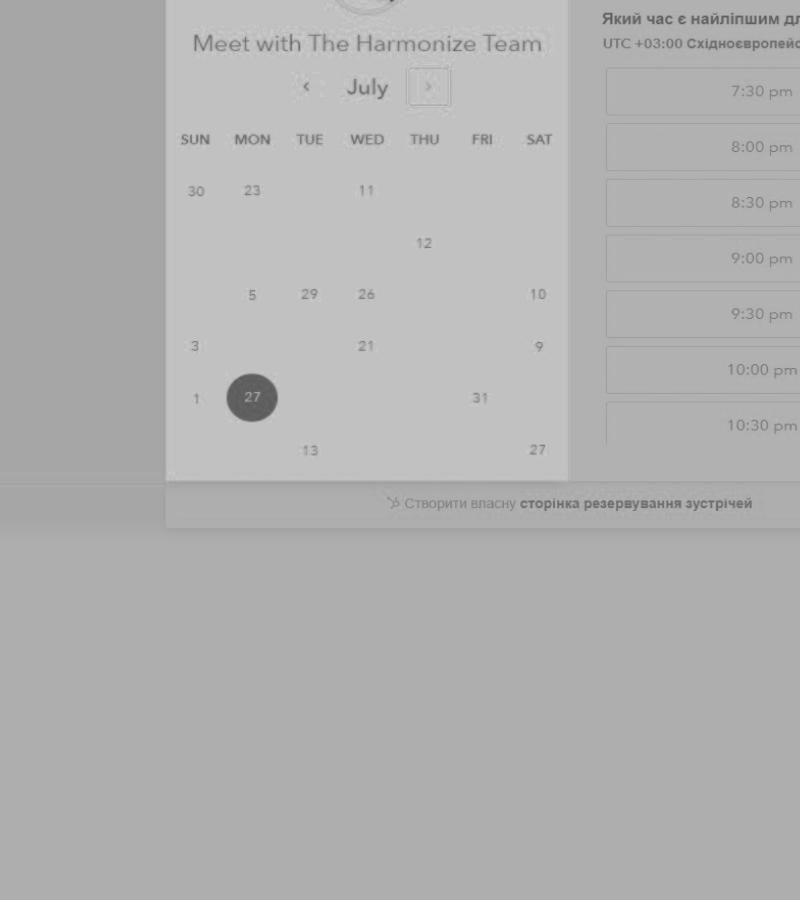 Meet with The Harmonize Team
July
SUN MON TUE WED THU FRI SAT
30 23 11
12
5 29 26 10
3 21 9
1 27 31
13 27
Створити власну сторінка резервування зустрічей
Який час є найліпшим
UTC +03:00
7:30 pm
8:00 pm
8:30 pm
9:00 pm
9:30 pm
10:00 pm
10:30 pm